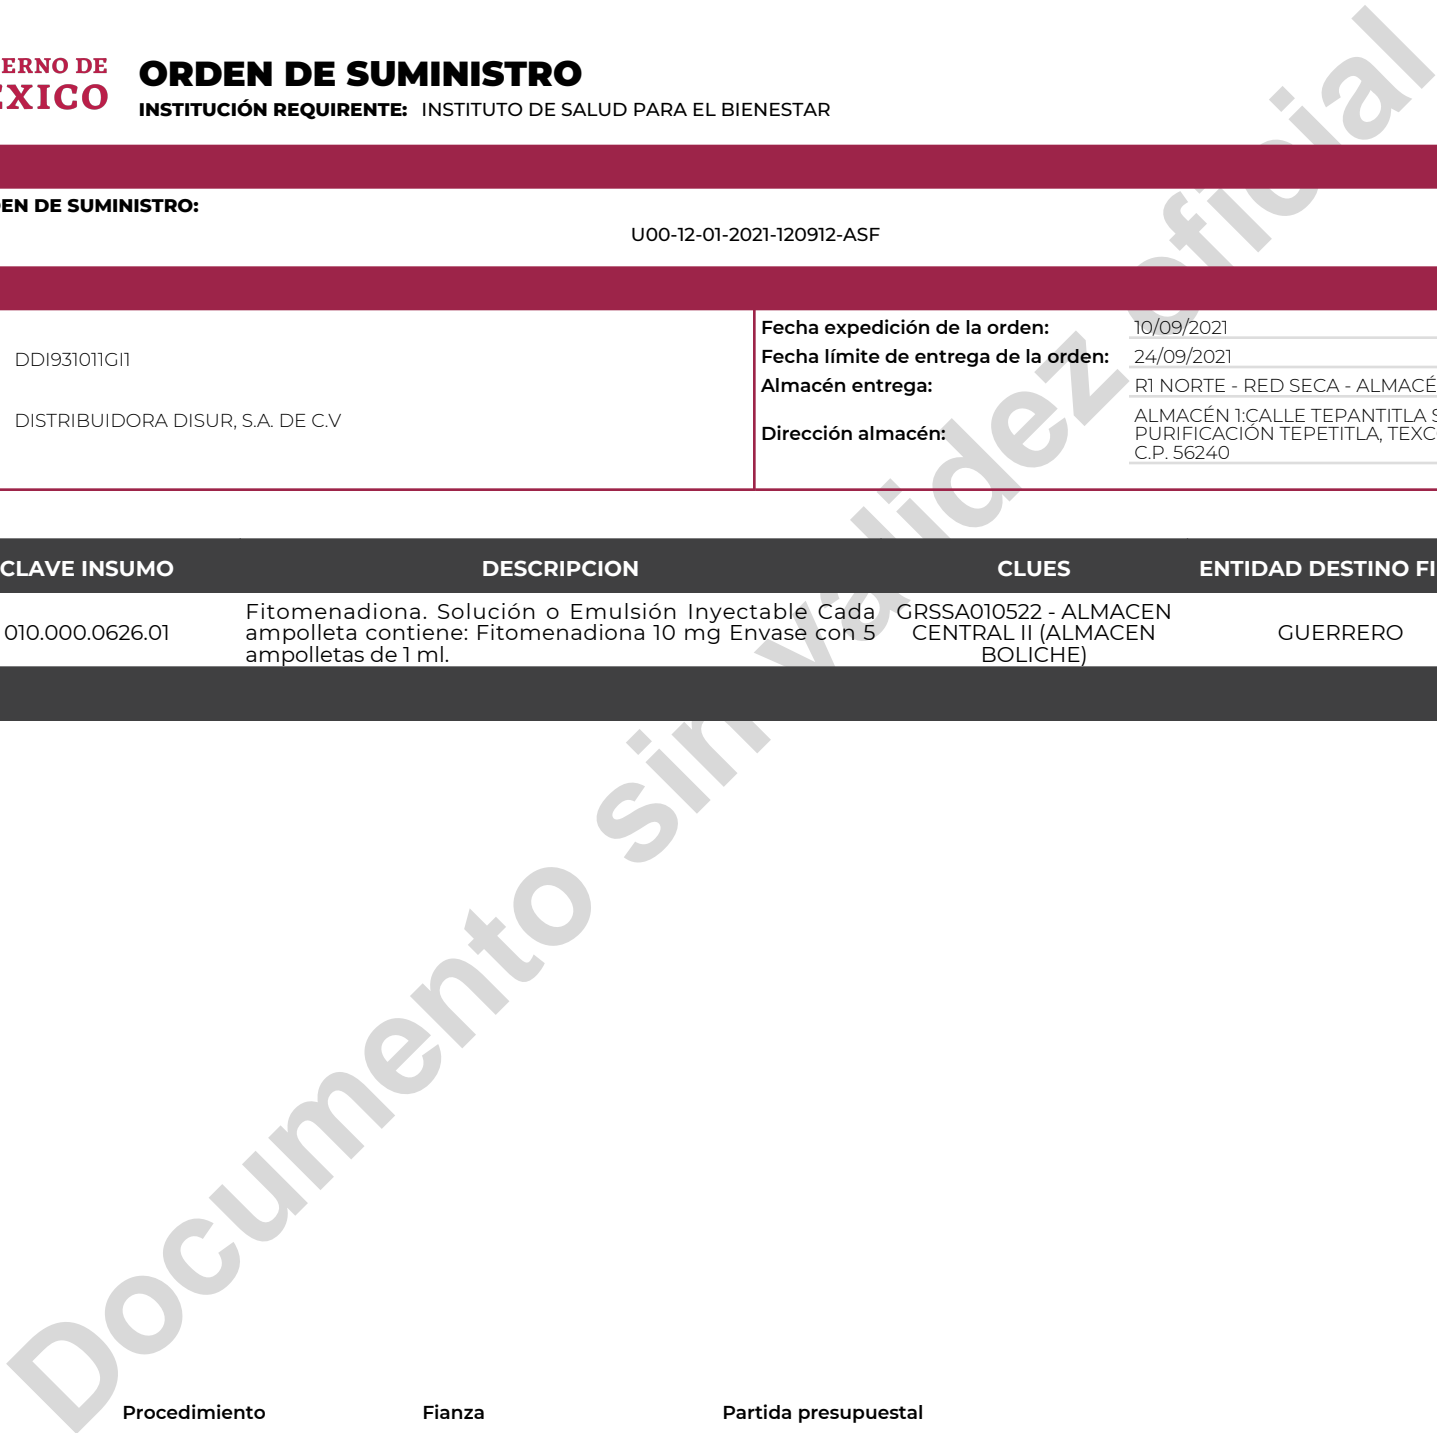 ERNO DE
EXICO
ORDEN DE SUMINISTRO
INSTITUCIÓN REQUIRENTE: INSTITUTO DE SALUD PARA EL BIENESTAR
EN DE SUMINISTRO:
U00-12-01-2021-120912-ASF
DDI931011GI1
DISTRIBUIDORA DISUR, S.A. DE C.V
Fecha expedición de la orden: 10/09/2021
Fecha límite de entrega de la orden: 24/09/2021
Almacén entrega: R1 NORTE - RED SECA - ALMACÉ
Dirección almacén:
ALMACÉN 1:CALLE TEPANTITLA S
PURIFICACIÓN TEPETITLA, TEXC
C.P. 56240
CLAVE INSUMO DESCRIPCION CLUES ENTIDAD DESTINO FI
010.000.0626.01
Fitomenadiona. Solución o Emulsión Inyectable Cada
ampolleta contiene: Fitomenadiona 10 mg Envase con 5
ampolletas de 1 ml.
GRSSA010522 - ALMACEN
CENTRAL II (ALMACEN
BOLICHE)
GUERRERO
Documento sin validez oficial
Procedimiento Fianza Partida presupuestal